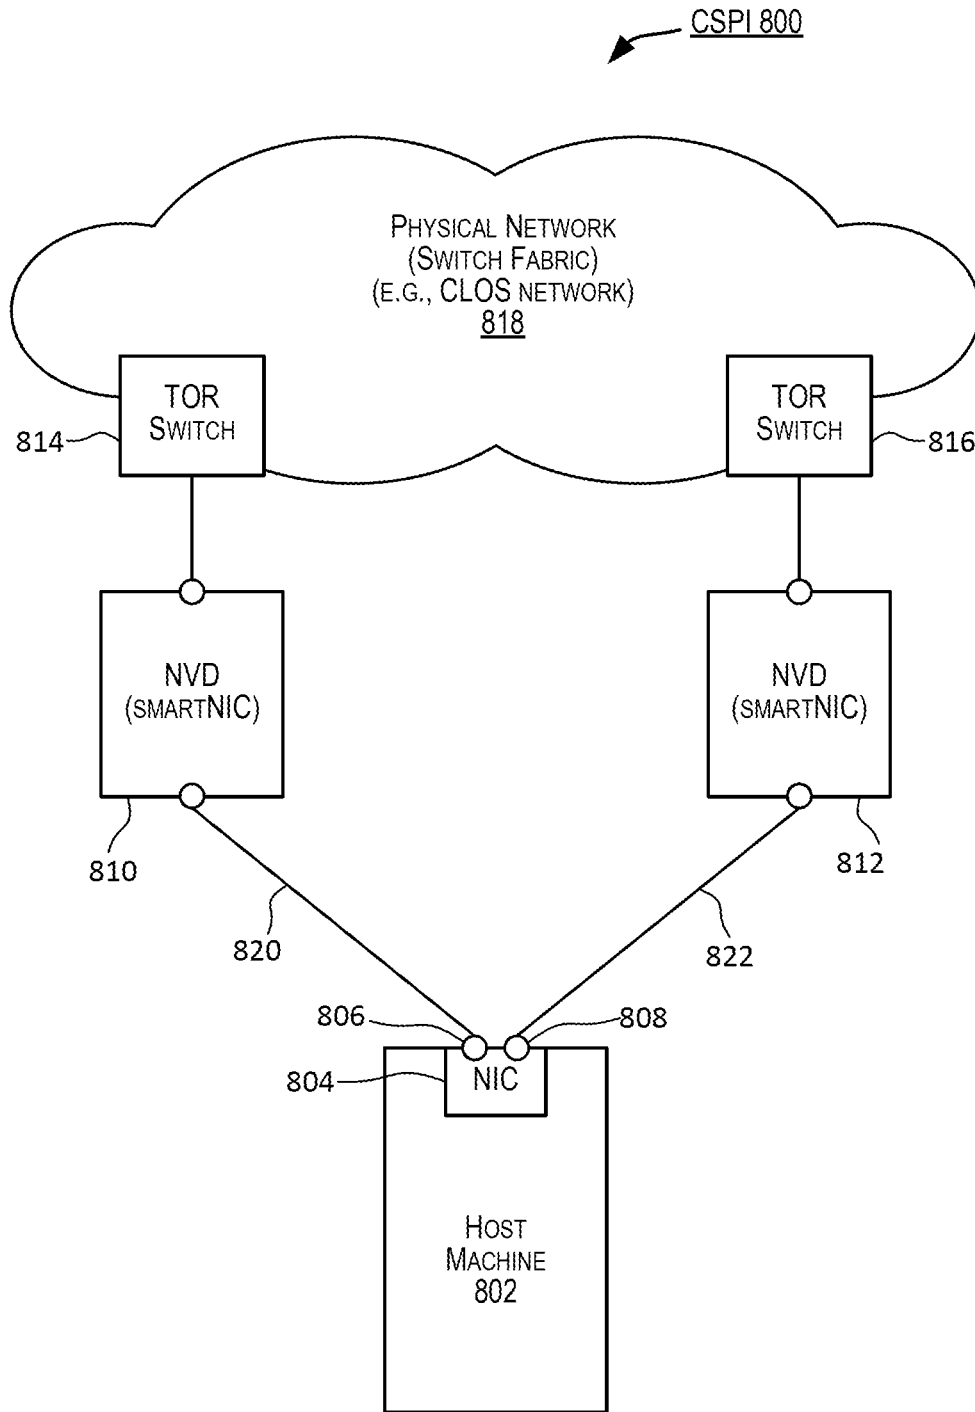 CSPI 800
PHYSICAL NETWORK
(SWITCH FABRIC)
(E.G., CLOS NETWORK)
818
TOR
SWITCH
814
TOR
SWITCH
816
NVD
(SMARTNIC)
810
NVD
(SMARTNIC)
812
820
822
806
808
804
NIC
HOST
MACHINE
802